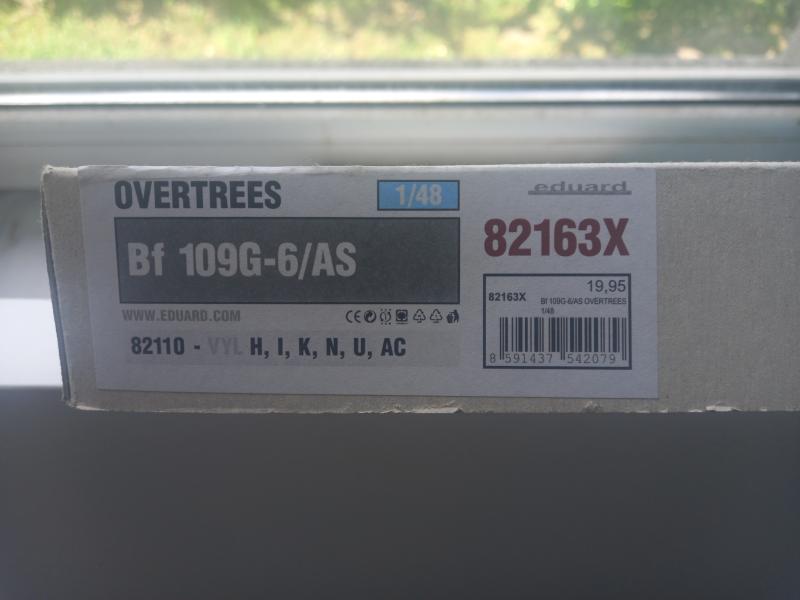 OVERTREES
1/48
eduard
Bf 109G-6/AS
82163X
19,95
82163X
Bf 109G-6/AS OVERTREES
1/48
WWW.EDUARD.COM
CE
82110 - VYL H, I, K, N, U, AC
8 591437 542079